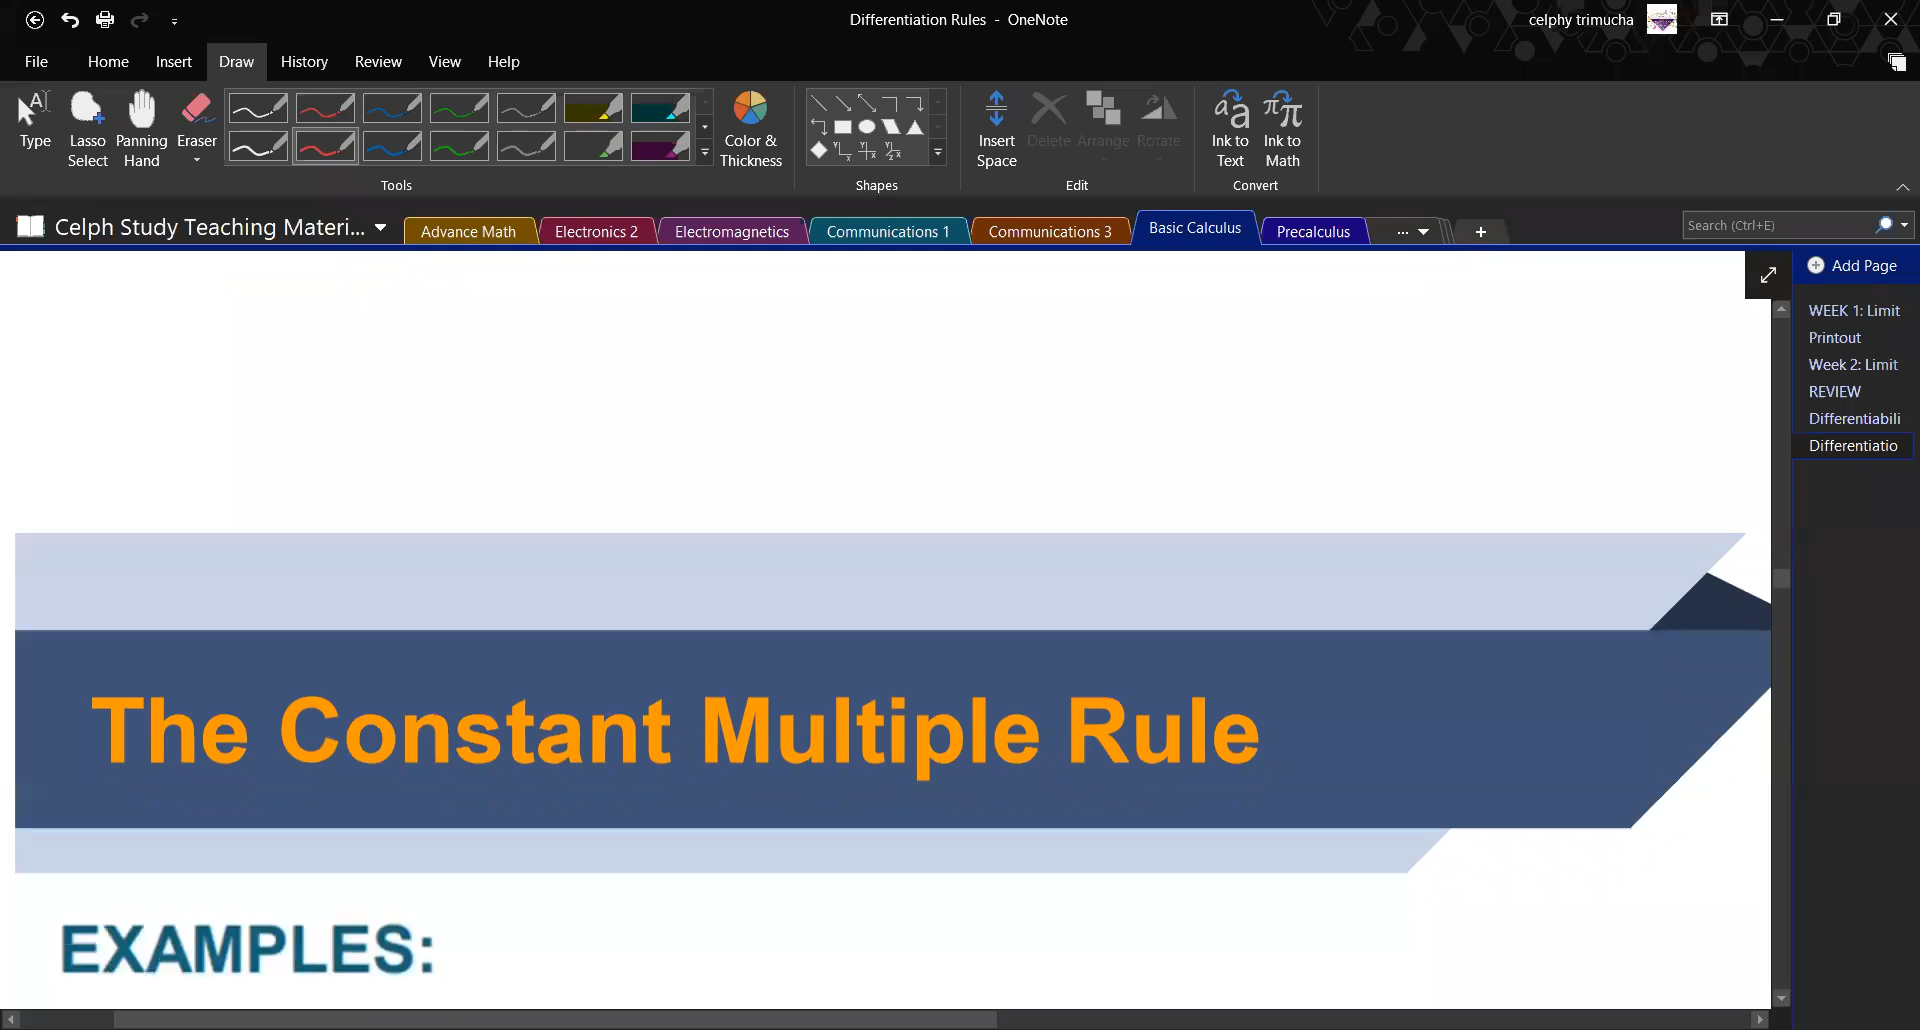 Differentiation Rules - OneNote
celphy trimucha
File Home Insert Draw History Review View Help
Type
Lasso Select
Panning Hand
Eraser
Color & Thickness
Insert Space
Delete
Arrange
Rotate
Ink to Text
Ink to Math
Tools
Shapes
Edit
Convert
Celph Study Teaching Materi...
Advance Math
Electronics 2
Electromagnetics
Communications 1
Communications 3
Basic Calculus
Precalculus
...
Search (Ctrl+E)
Add Page
WEEK 1: Limit
Printout
Week 2: Limit
REVIEW
Differentiabili
Differentiatio
The Constant Multiple Rule
EXAMPLES: